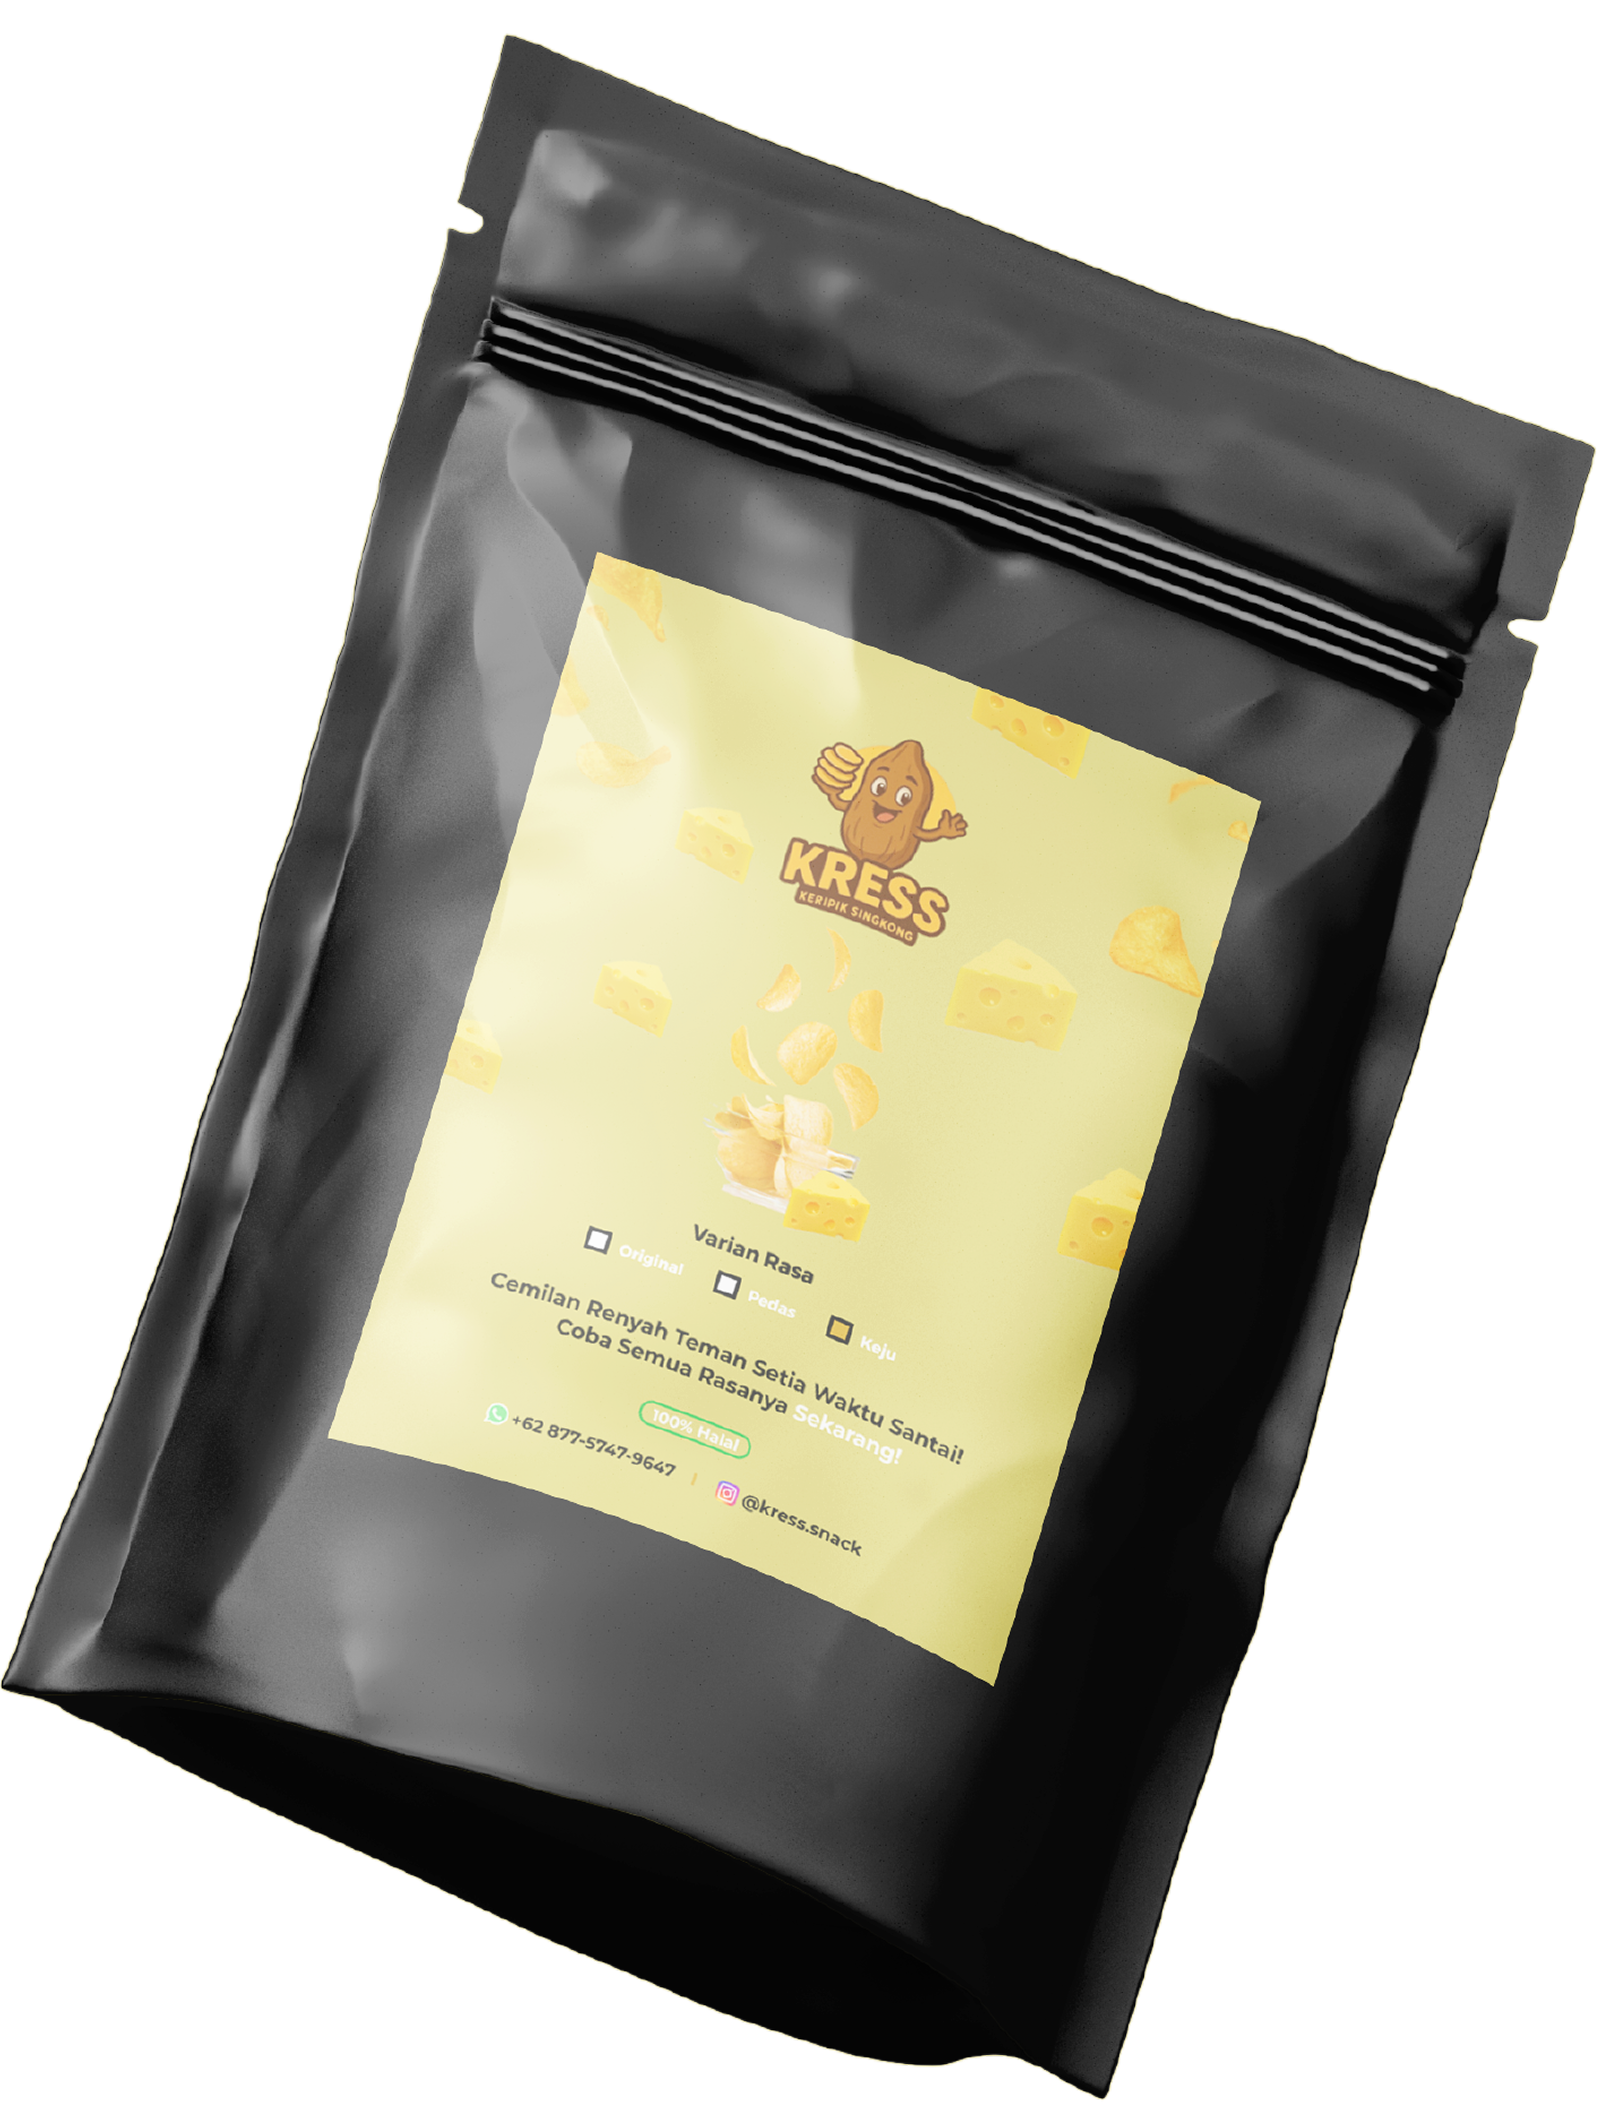 KRESS
KERIPIK SINGKONG
Varian Rasa
Original
Pedas
Keju
Cemilan Renyah Teman Setia Waktu Santai!
Coba Semua Rasanya Sekarang!
100% Halal
+62 877-5747-9647 | @kress.snack